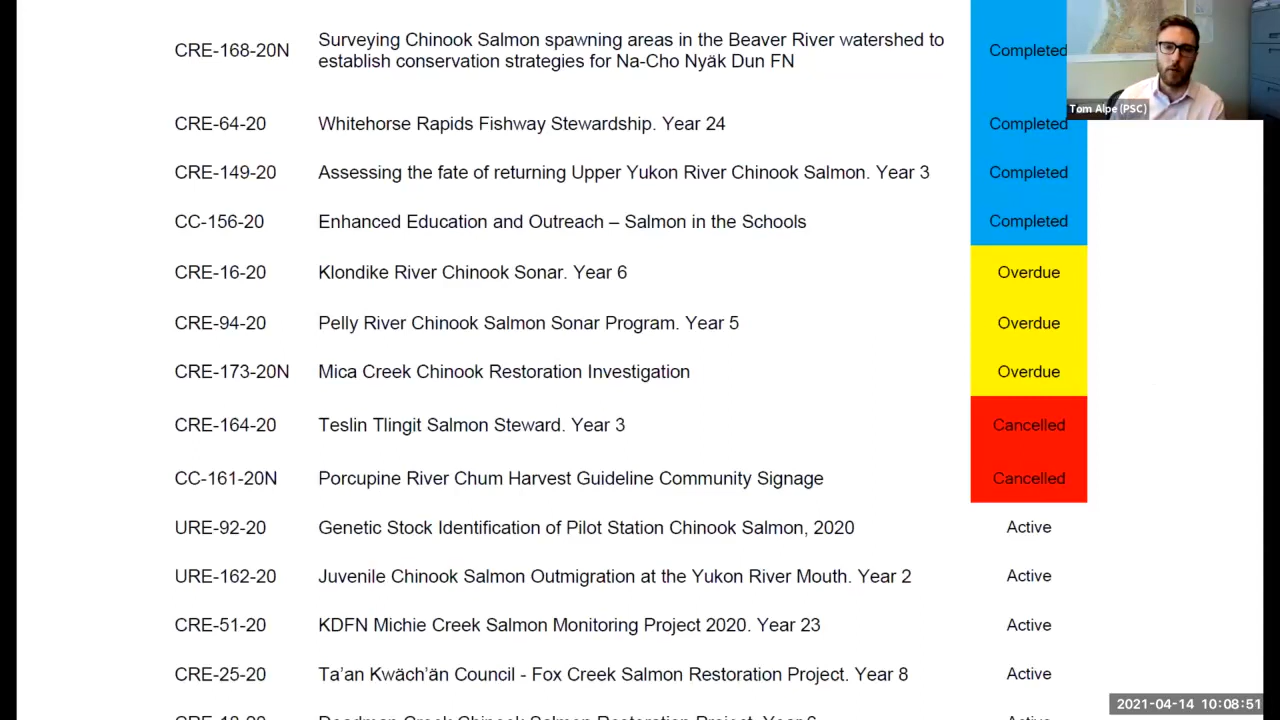 CRE-168-20N Surveying Chinook Salmon spawning areas in the Beaver River watershed to
establish conservation strategies for Na-Cho Nyäk Dun FN Completed
Tom Alpe (PSC)
CRE-64-20 Whitehorse Rapids Fishway Stewardship. Year 24 Completed
CRE-149-20 Assessing the fate of returning Upper Yukon River Chinook Salmon. Year 3 Completed
CC-156-20 Enhanced Education and Outreach – Salmon in the Schools Completed
CRE-16-20 Klondike River Chinook Sonar. Year 6 Overdue
CRE-94-20 Pelly River Chinook Salmon Sonar Program. Year 5 Overdue
CRE-173-20N Mica Creek Chinook Restoration Investigation Overdue
CRE-164-20 Teslin Tlingit Salmon Steward. Year 3 Cancelled
CC-161-20N Porcupine River Chum Harvest Guideline Community Signage Cancelled
URE-92-20 Genetic Stock Identification of Pilot Station Chinook Salmon, 2020 Active
URE-162-20 Juvenile Chinook Salmon Outmigration at the Yukon River Mouth. Year 2 Active
CRE-51-20 KDFN Michie Creek Salmon Monitoring Project 2020. Year 23 Active
CRE-25-20 Ta’an Kwäch’än Council - Fox Creek Salmon Restoration Project. Year 8 Active
Deadman Creek Chinook Salmon Restoration Project. Active
2021-04-14 10:08:51